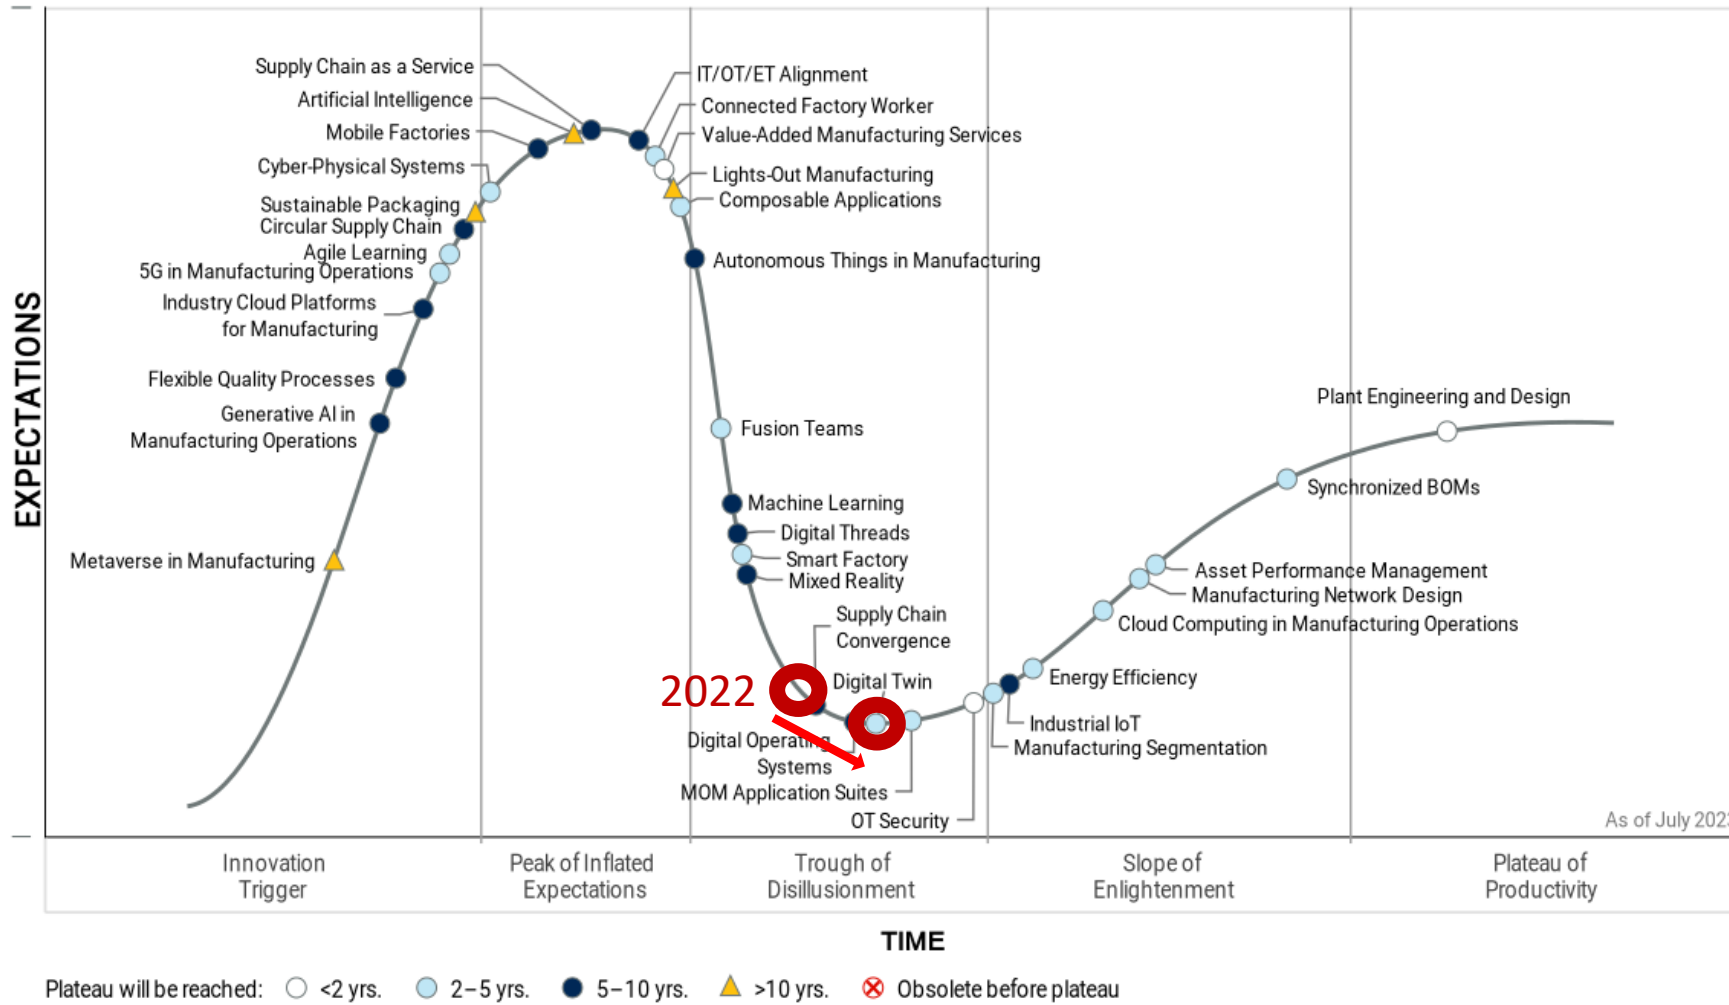 Supply Chain as a Service
Artificial Intelligence
Mobile Factories
Cyber-Physical Systems
Sustainable Packaging
Circular Supply Chain
Agile Learning
5G in Manufacturing Operations
Industry Cloud Platforms
for Manufacturing
Flexible Quality Processes
Generative AI in
Manufacturing Operations
Metaverse in Manufacturing
IT/OT/ET Alignment
Connected Factory Worker
Value-Added Manufacturing Services
Lights-Out Manufacturing
Composable Applications
Autonomous Things in Manufacturing
Fusion Teams
Machine Learning
Digital Threads
Smart Factory
Mixed Reality
Supply Chain
Convergence
Digital Twin
2022
Digital Operating
Systems
MOM Application Suites
OT Security
Plant Engineering and Design
Synchronized BOMs
Asset Performance Management
Manufacturing Network Design
Cloud Computing in Manufacturing Operations
Energy Efficiency
Industrial IoT
Manufacturing Segmentation
As of July 2023
EXPECTATIONS
Innovation
Trigger
Peak of Inflated
Expectations
Trough of
Disillusionment
Slope of
Enlightenment
Plateau of
Productivity
TIME
Plateau will be reached: <2 yrs. 2–5 yrs. 5–10 yrs. >10 yrs. Obsolete before plateau